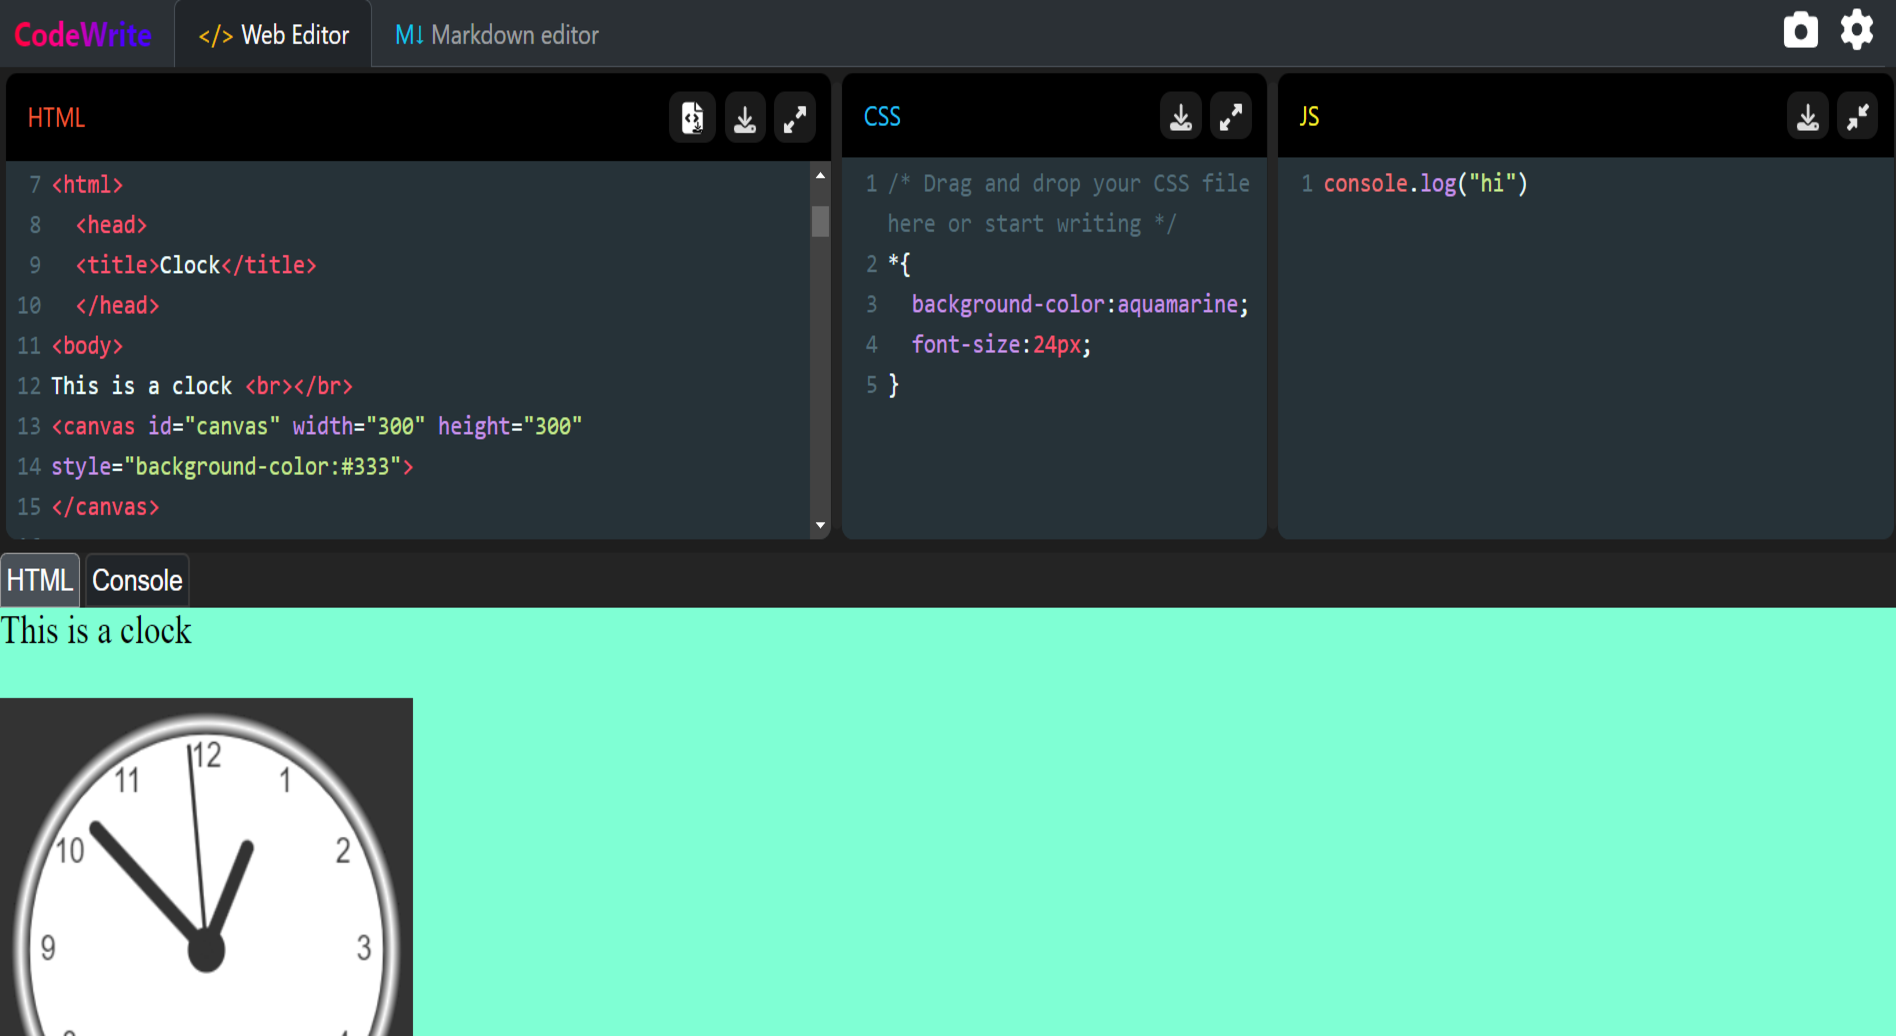 CodeWrite
</> Web Editor
M↓ Markdown editor
HTML
7 <html>
8 <head>
9 <title>Clock</title>
10 </head>
11 <body>
12 This is a clock <br></br>
13 <canvas id="canvas" width="300" height="300"
14 style="background-color:#333">
15 </canvas>
CSS
1 /* Drag and drop your CSS file
here or start writing */
2 *{
3 background-color:aquamarine;
4 font-size:24px;
5 }
JS
1 console.log("hi")
HTML
Console
This is a clock
12
11
1
10
2
9
3